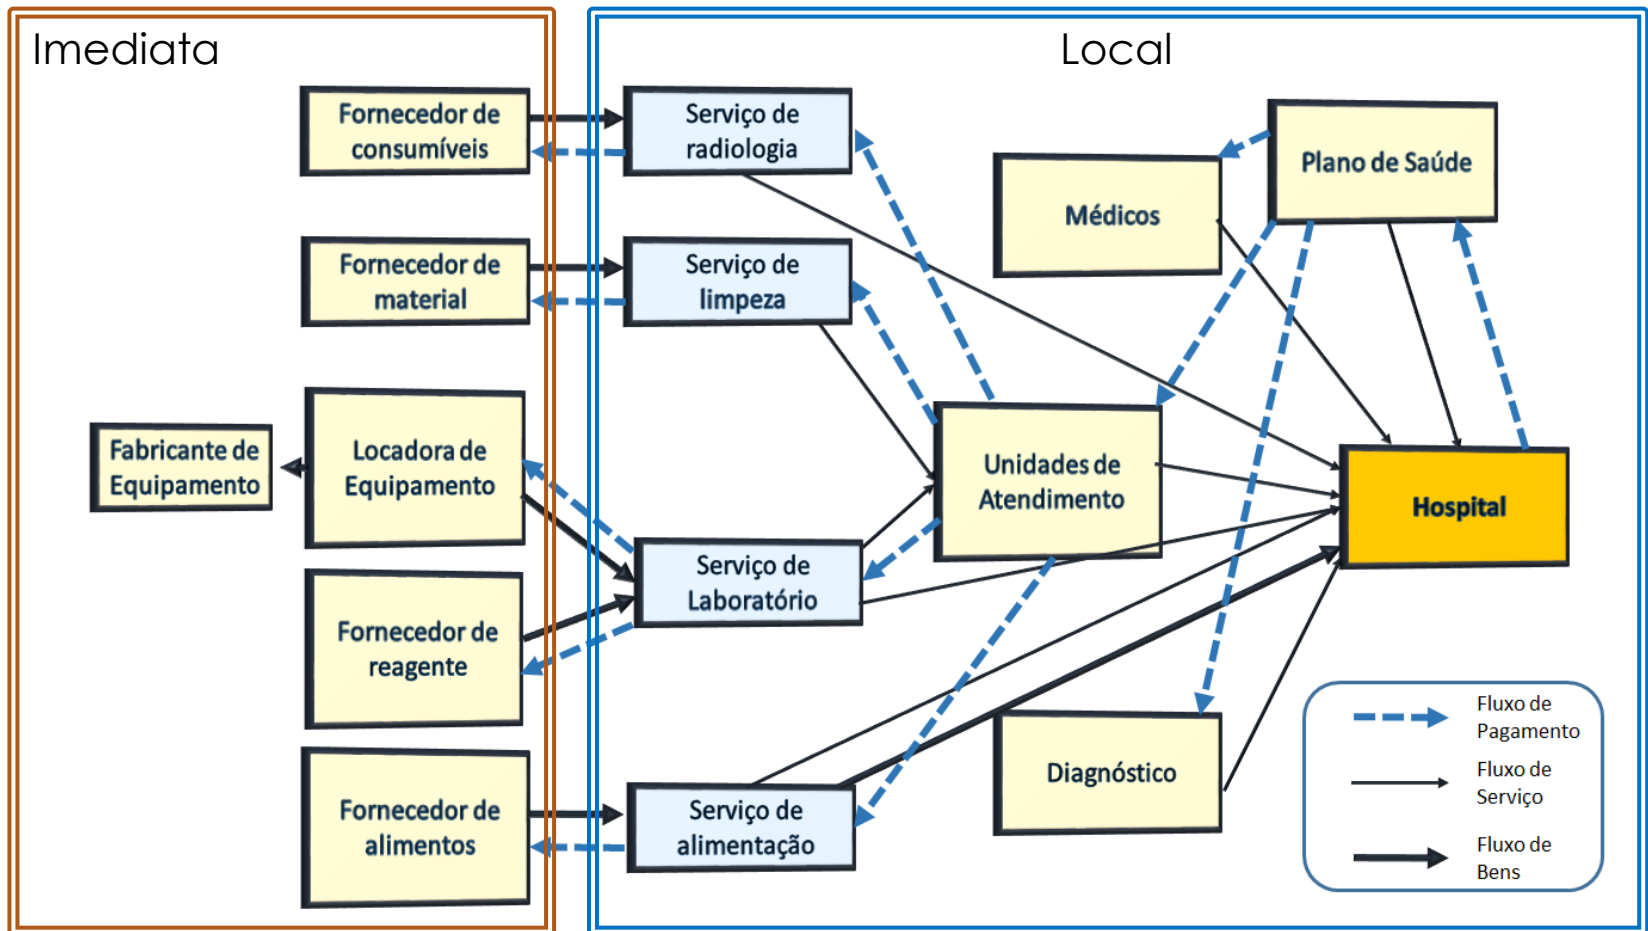 Imediata
Local
Fornecedor de
consumíveis
Serviço de
radiologia
Plano de Saúde
Médicos
Fornecedor de
material
Serviço de
limpeza
Fabricante de
Equipamento
Locadora de
Equipamento
Unidades de
Atendimento
Hospital
Serviço de
Laboratório
Fornecedor de
reagente
Fornecedor de
alimentos
Serviço de
alimentação
Diagnóstico
Fluxo de
Pagamento
Fluxo de
Serviço
Fluxo de
Bens